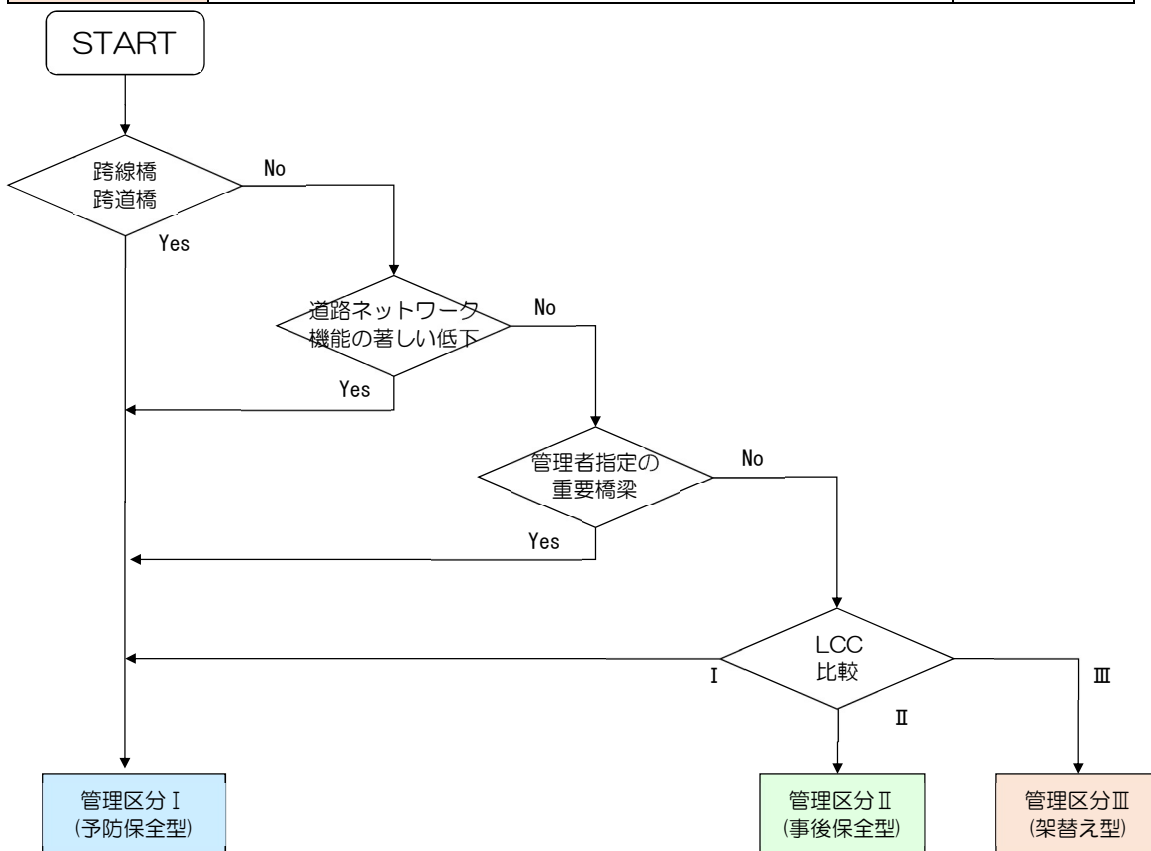 START
跨線橋
跨道橋
No
Yes
道路ネットワーク
機能の著しい低下
No
Yes
管理者指定の
重要橋梁
No
Yes
LCC
比較
Ⅰ
Ⅱ
Ⅲ
管理区分Ⅰ
(予防保全型)
管理区分Ⅱ
(事後保全型)
管理区分Ⅲ
(架替え型)